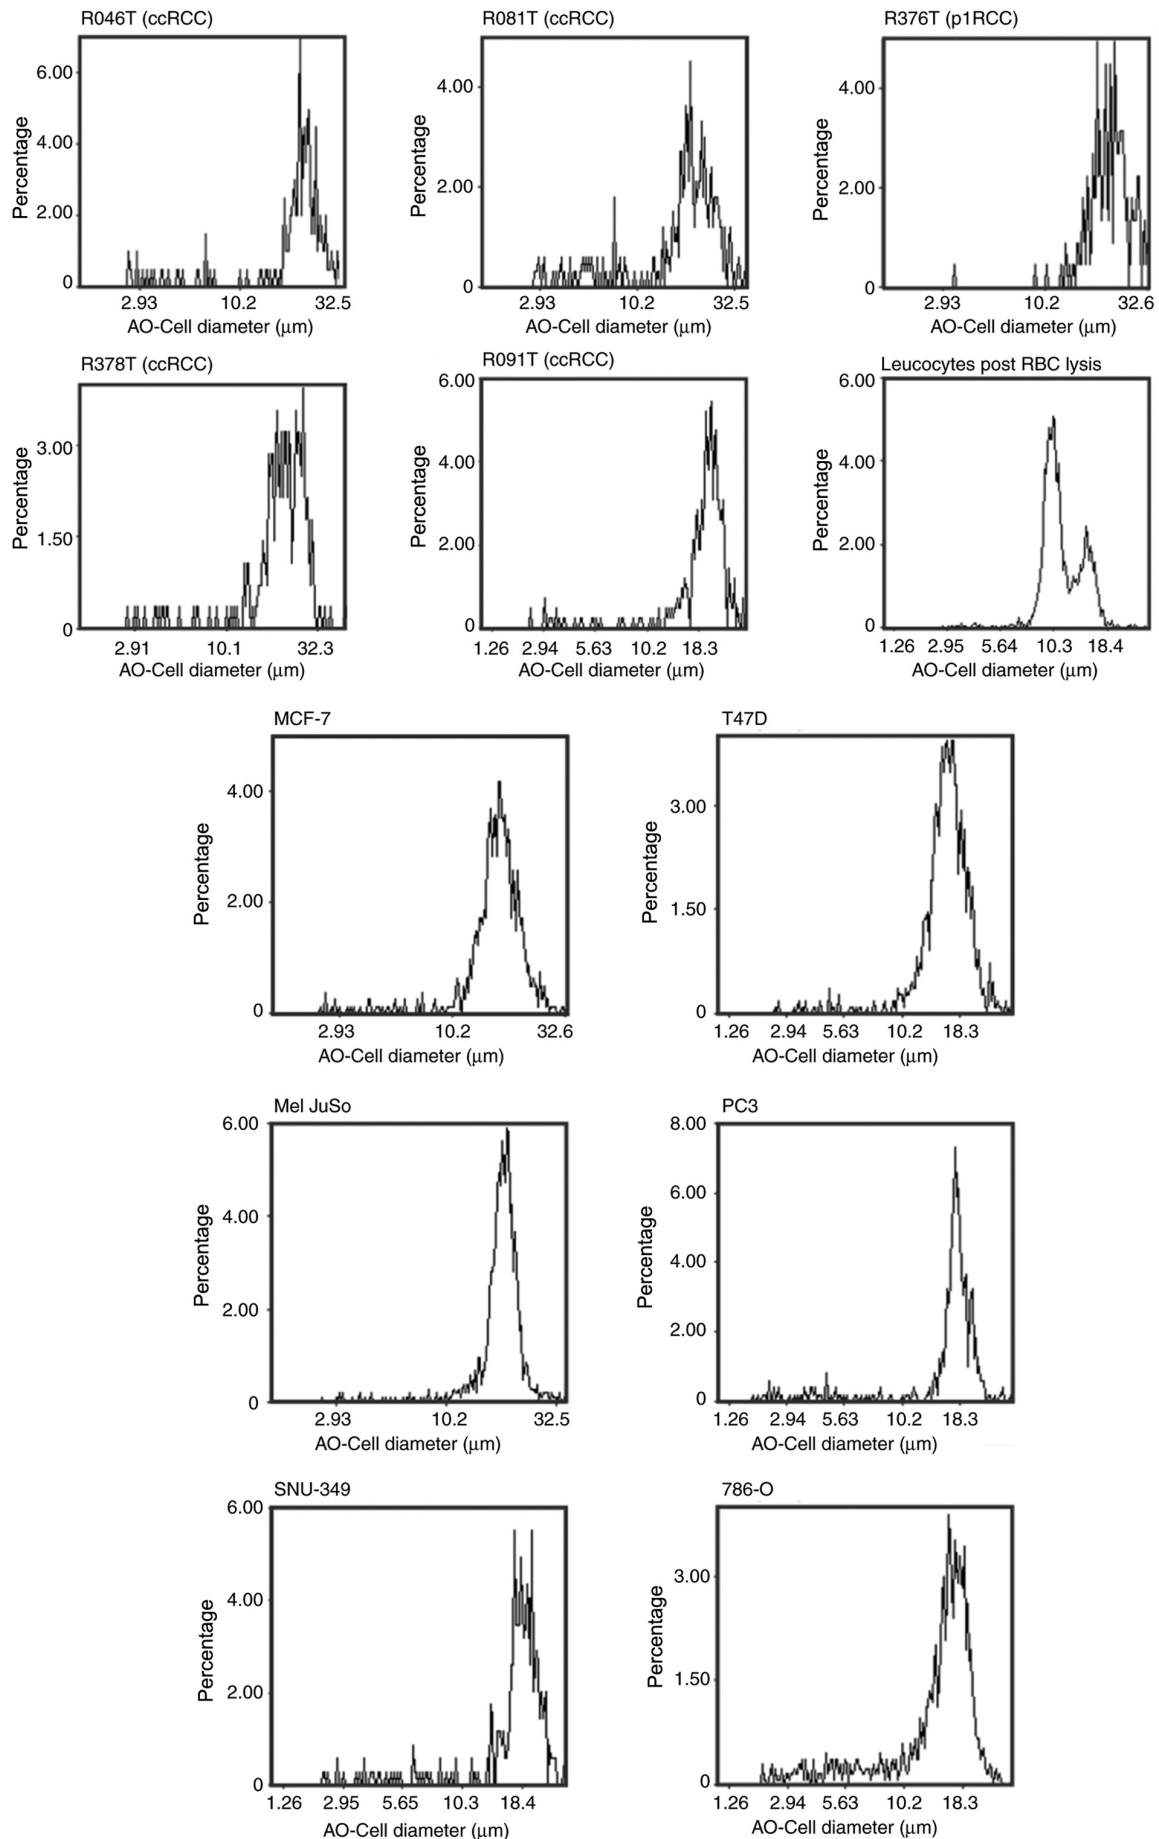 R046T (ccRCC)
Percentage
6.00
4.00
2.00
0
2.93 10.2 32.5
AO-Cell diameter (μm)
R081T (ccRCC)
Percentage
4.00
2.00
0
2.93 10.2 32.5
AO-Cell diameter (μm)
R376T (p1RCC)
Percentage
4.00
2.00
0
2.93 10.2 32.6
AO-Cell diameter (μm)
R378T (ccRCC)
Percentage
3.00
1.50
0
2.91 10.1 32.3
AO-Cell diameter (μm)
R091T (ccRCC)
Percentage
6.00
4.00
2.00
0
1.26 2.94 5.63 10.2 18.3
AO-Cell diameter (μm)
Leucocytes post RBC lysis
Percentage
6.00
4.00
2.00
0
1.26 2.95 5.64 10.3 18.4
AO-Cell diameter (μm)
MCF-7
Percentage
4.00
2.00
0
2.93 10.2 32.6
AO-Cell diameter (μm)
T47D
Percentage
3.00
1.50
0
1.26 2.94 5.63 10.2 18.3
AO-Cell diameter (μm)
Mel JuSo
Percentage
6.00
4.00
2.00
0
2.93 10.2 32.5
AO-Cell diameter (μm)
PC3
Percentage
8.00
6.00
4.00
2.00
0
1.26 2.94 5.63 10.2 18.3
AO-Cell diameter (μm)
SNU-349
Percentage
6.00
4.00
2.00
0
1.26 2.95 5.65 10.3 18.4
AO-Cell diameter (μm)
786-O
Percentage
3.00
1.50
0
1.26 2.94 5.63 10.2 18.3
AO-Cell diameter (μm)